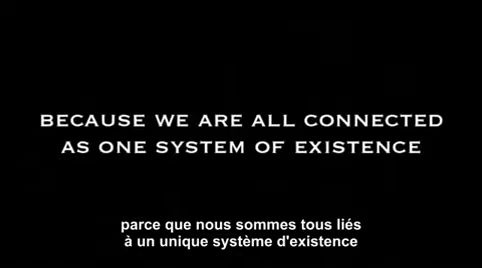 BECAUSE WE ARE ALL CONNECTED
AS ONE SYSTEM OF EXISTENCE
parce que nous sommes tous liés
à un unique système d'existence